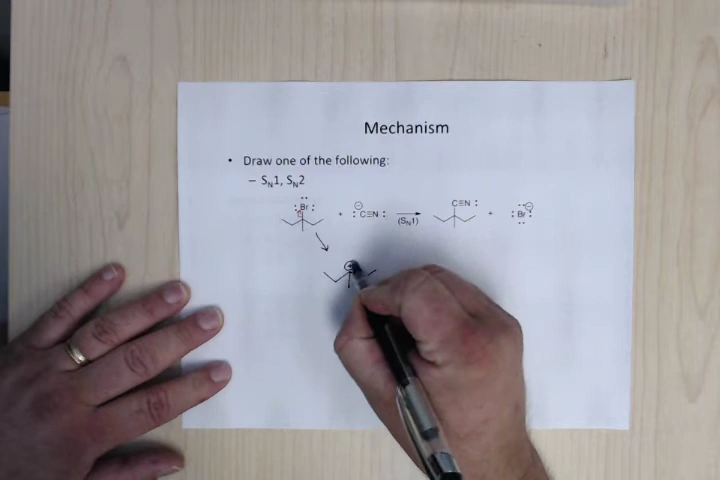 Mechanism
• Draw one of the following:
– SN1, SN2
:Br: + ⊖:C≡N: → C≡N: + :Br:⊖
(SN1)
⊕